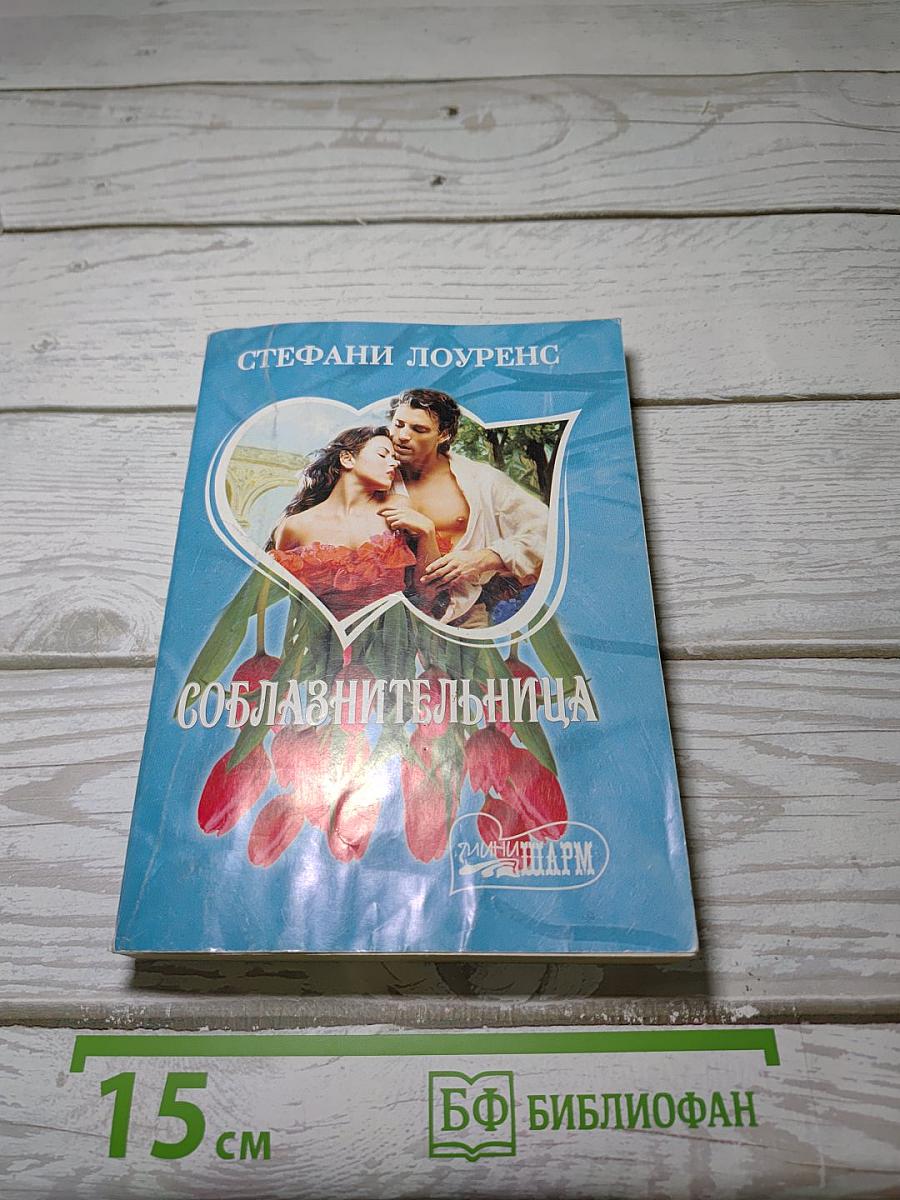 СТЕФАНИ ЛОУРЕНС
СОБЛАЗНИТЕЛЬНИЦА
МИНИ
ШАРМ
15 СМ
БФ БИБЛИОФАН